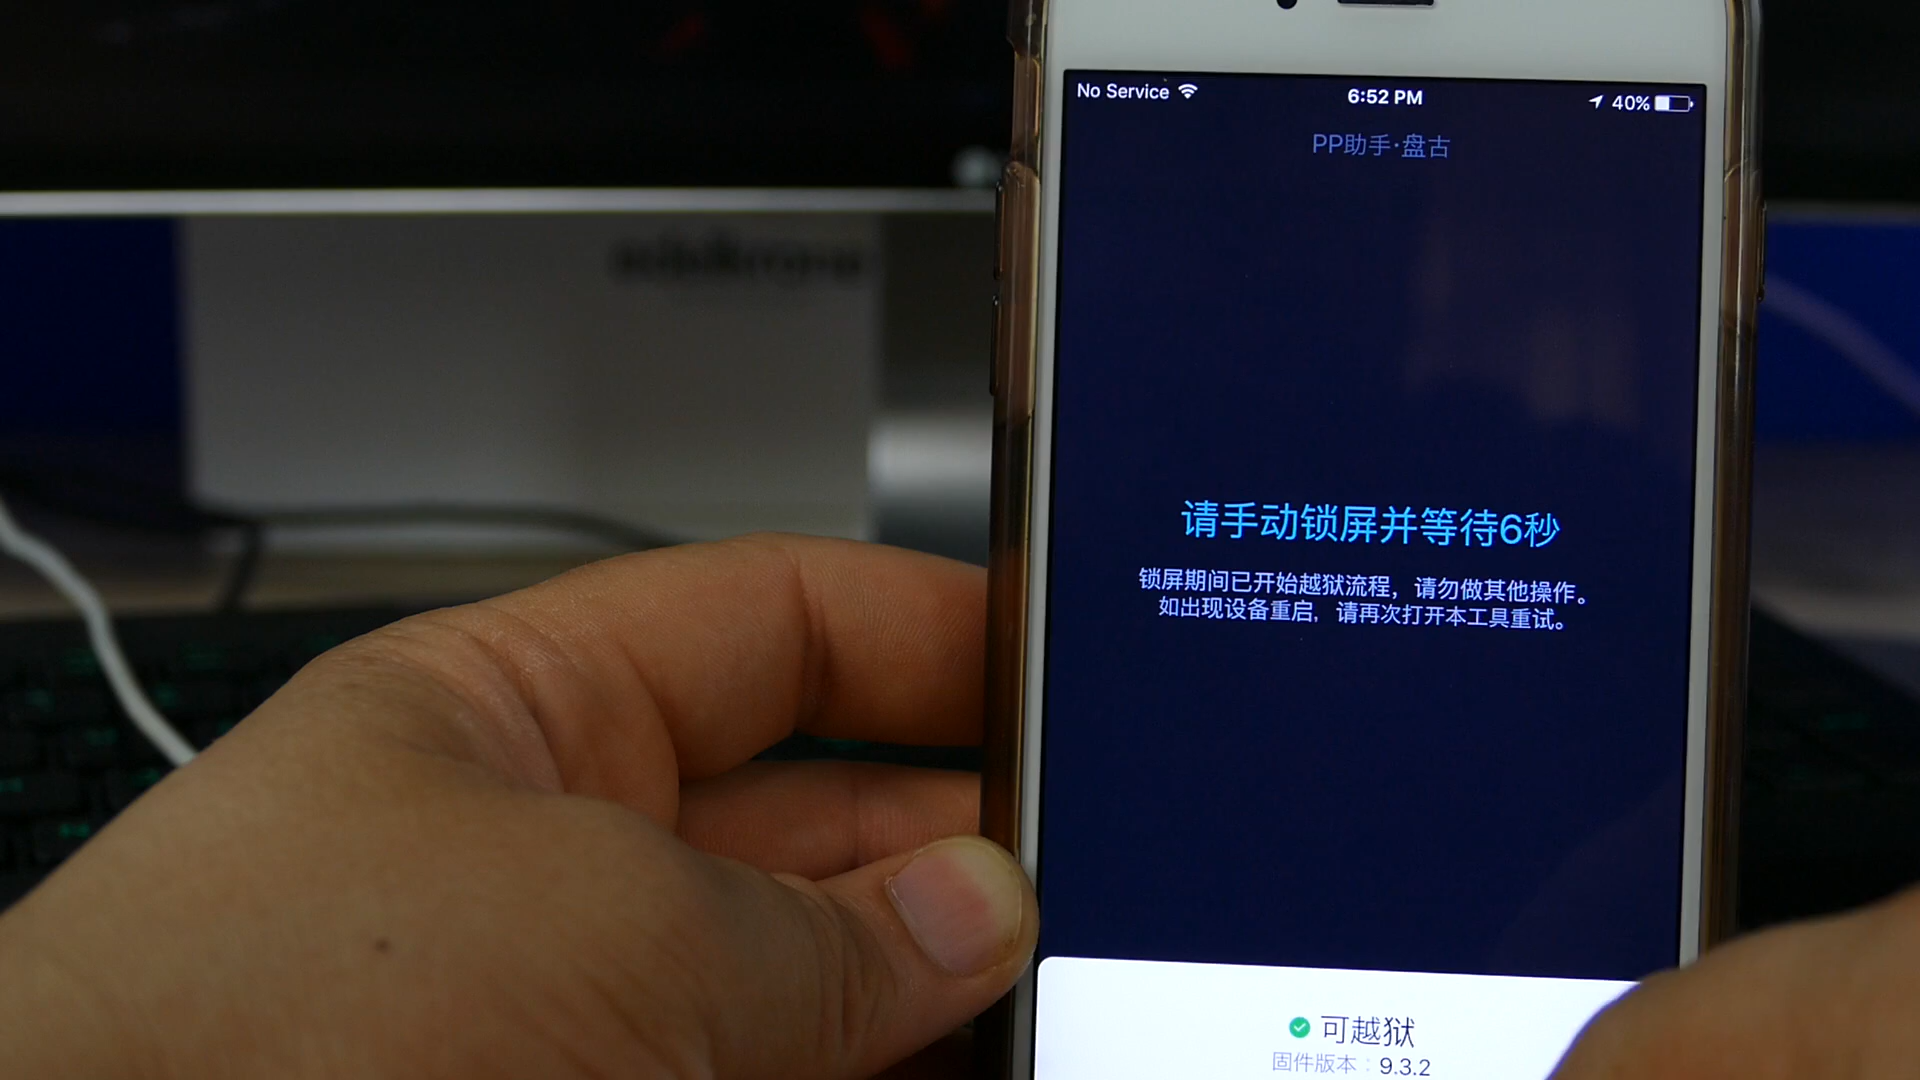 No Service 6:52 PM 40%
PP助手·盘古
请手动锁屏并等待6秒
锁屏期间已开始越狱流程，请勿做其他操作。
如出现设备重启，请再次打开本工具重试。
可越狱
固件版本：9.3.2